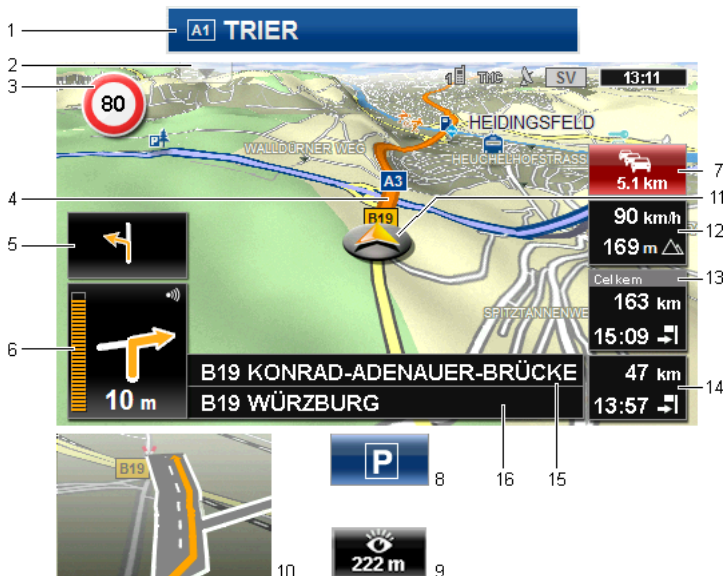 1
A1 TRIER
2
3
80
TMC SV 13:11
HEIDINGSFELD
WALLDÜRNER WEG
HEUCHELHOFSTRASS
P
5.1 km
7
A3
4
11
B19
90 km/h
12
169 m
5
Celkem
13
163 km
SPITZTANNENWE
15:09
6
B19 KONRAD-ADENAUER-BRÜCKE
47 km
14
10 m
B19 WÜRZBURG
13:57
B19
P
8
16
15
222 m
10
9